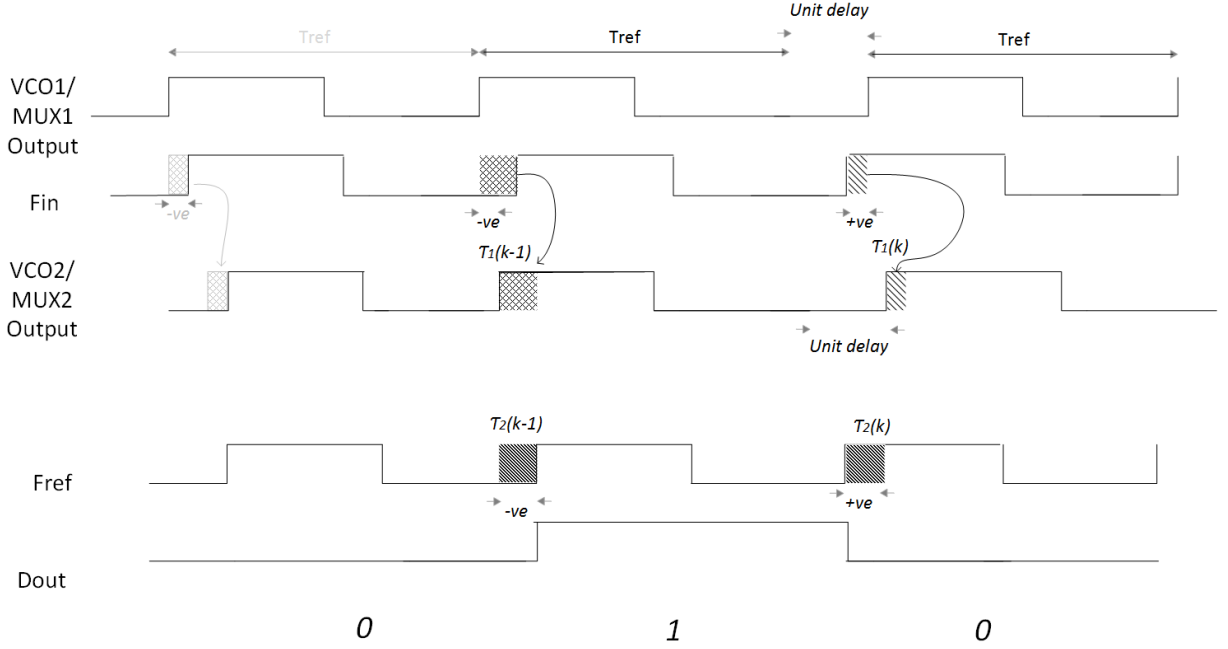 Unit delay
Tref
Tref
Tref
VCO1/
MUX1
Output
Fin
-ve
-ve
+ve
T1(k-1)
T1(k)
VCO2/
MUX2
Output
Unit delay
T2(k-1)
T2(k)
Fref
-ve
+ve
Dout
0
1
0